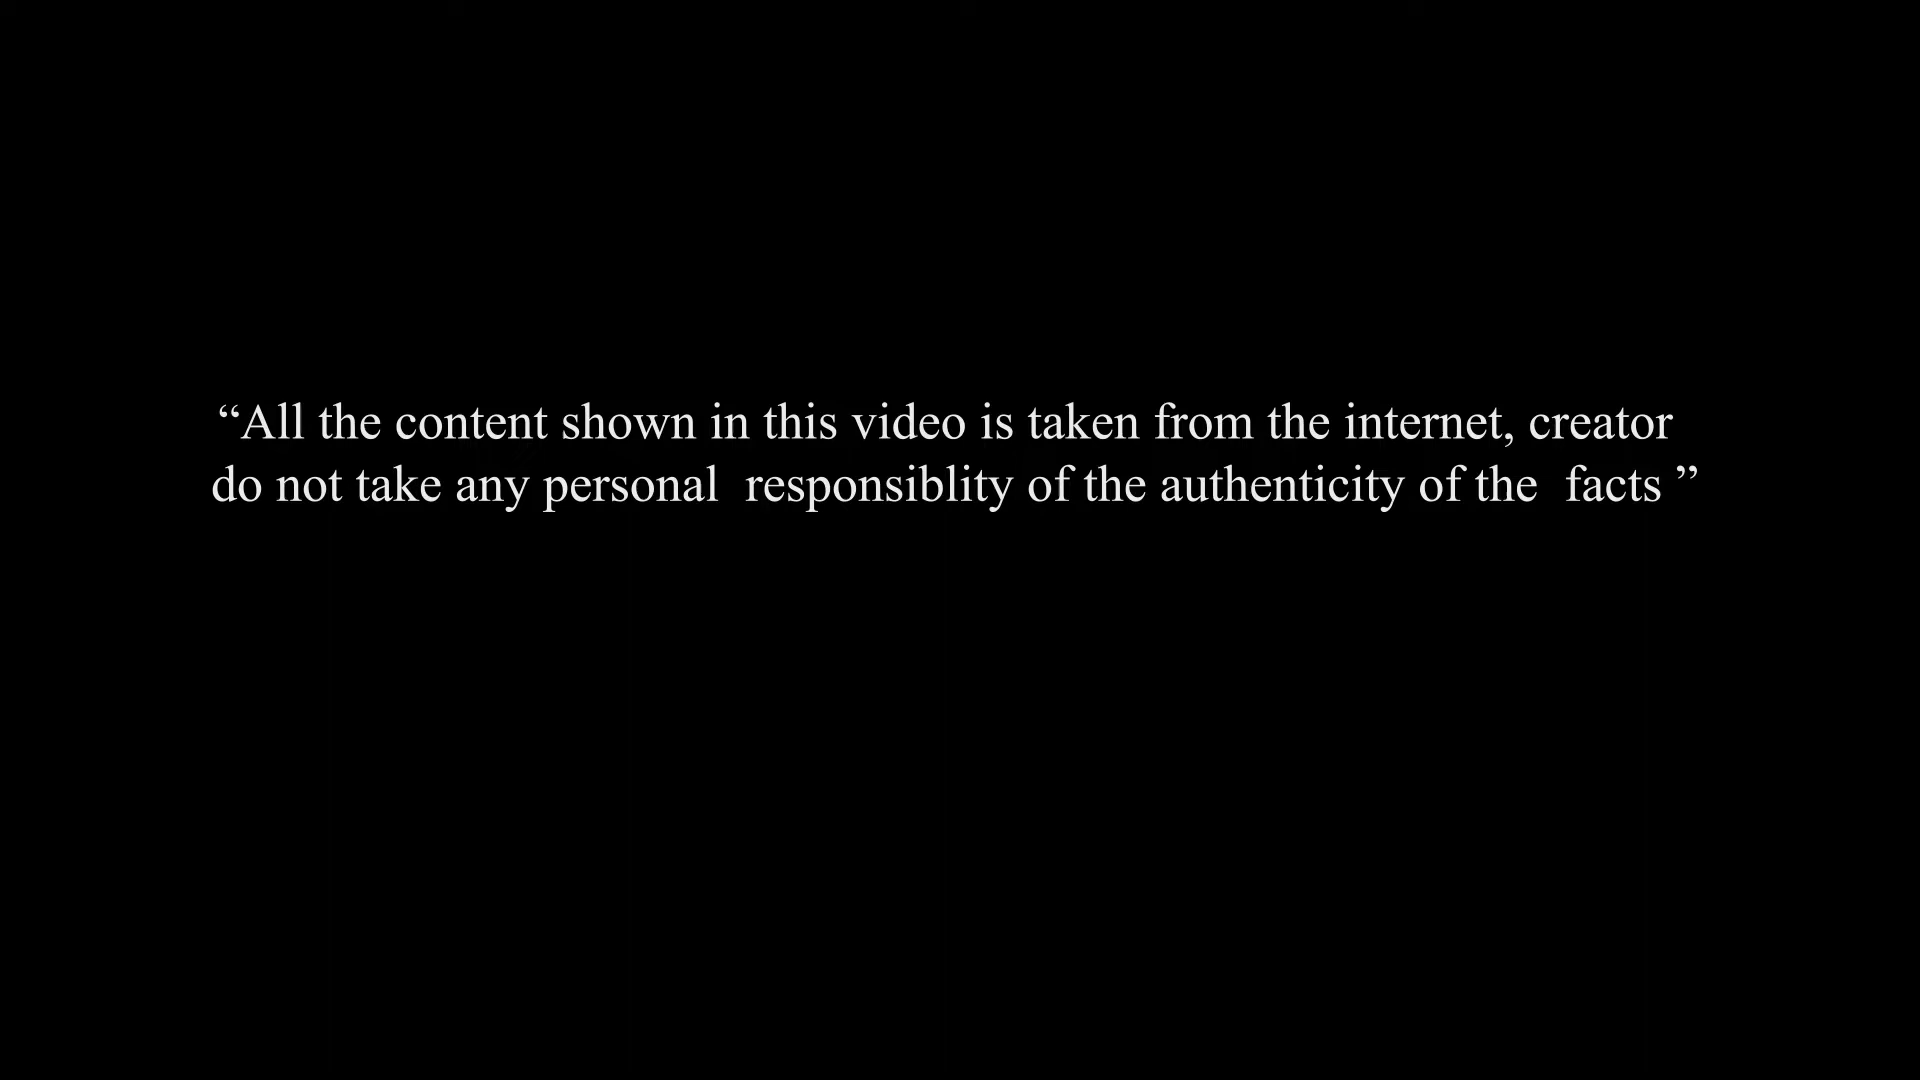 “All the content shown in this video is taken from the internet, creator
do not take any personal  responsiblity of the authenticity of the  facts ”